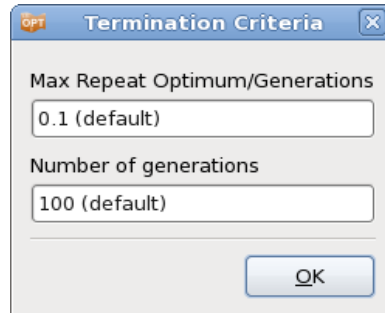 OPT Termination Criteria
Max Repeat Optimum/Generations
0.1 (default)
Number of generations
100 (default)
OK